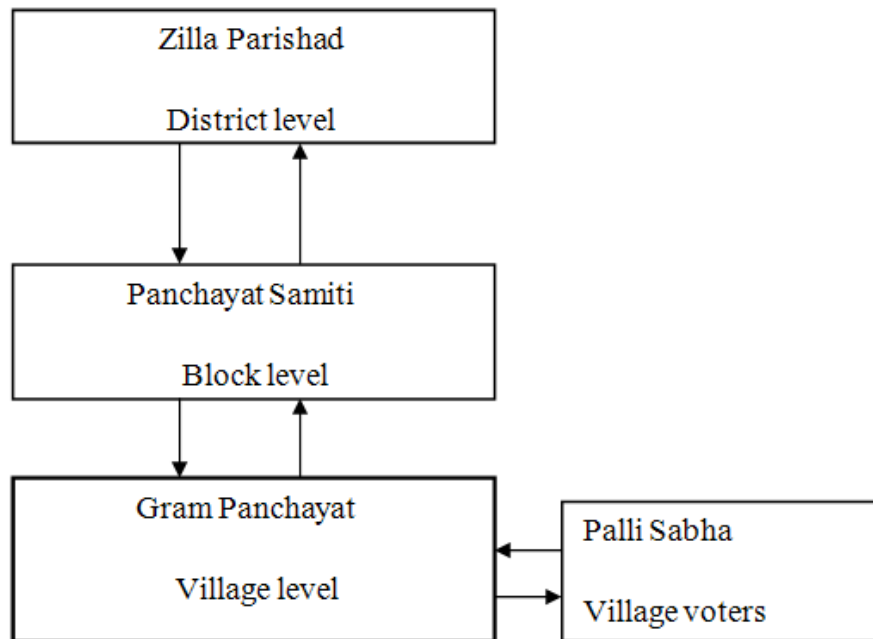 Zilla Parishad
District level
Panchayat Samiti
Block level
Gram Panchayat
Village level
Palli Sabha
Village voters